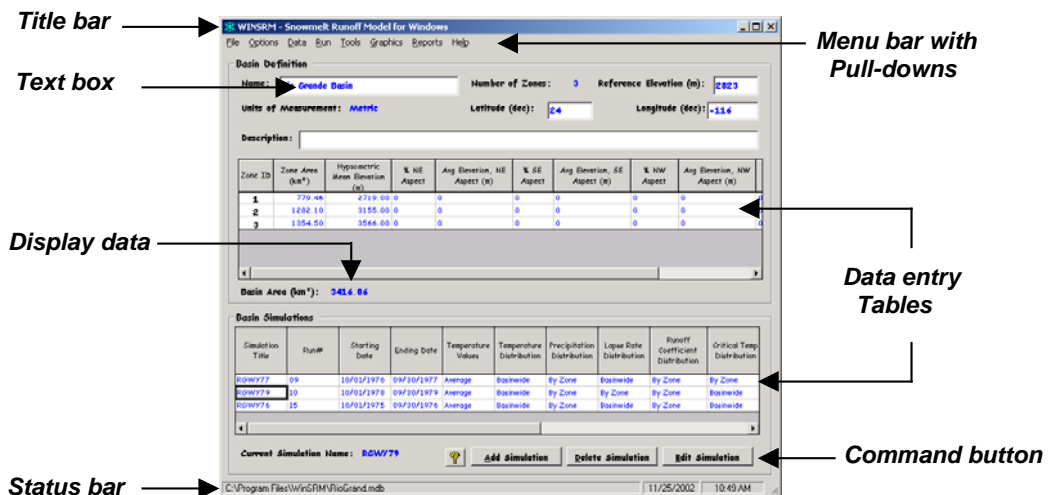 Title bar
WINSRM - Snowmelt Runoff Model for Windows
File Options Data Run Tools Graphics Reports Help
Menu bar with
Pull-downs
Basin Definition
Text box
Name: Grande Basin Number of Zones: 3 Reference Elevation (m): 2823
Units of Measurement: Metric Latitude (dec): 24 Longitude (dec): -116
Description:
Zone ID Zone Area (km²) Hypsometric Mean Elevation (m) % NE Aspect Avg Elevation, NE Aspect (m) % SE Aspect Avg Elevation, SE Aspect (m) % NW Aspect Avg Elevation, NW Aspect (m)
1 779.46 2719.00 0 0 0 0 0 0 0
2 1282.10 3155.00 0 0 0 0 0 0 0
3 1354.50 3566.00 0 0 0 0 0 0 0
Display data
Data entry
Tables
Basin Area (km²): 3416.06
Basin Simulations
Simulation Title Run# Starting Date Ending Date Temperature Values Temperature Distribution Precipitation Distribution Lapse Rate Distribution Runoff Coefficient Distribution Critical Temp Distribution
RGWY77 09 10/01/1976 09/30/1977 Average Basinwide By Zone Basinwide By Zone By Zone
RGWY79 10 10/01/1978 09/30/1979 Average Basinwide By Zone By Zone By Zone Basinwide
RGWY76 15 10/01/1975 09/30/1976 Average Basinwide By Zone Basinwide By Zone Basinwide
Current Simulation Name: RGWY79 ? Add Simulation Delete Simulation Edit Simulation
Command button
Status bar
C:\Program Files\WinSRM\RioGrand.mdb 11/25/2002 10:49 AM